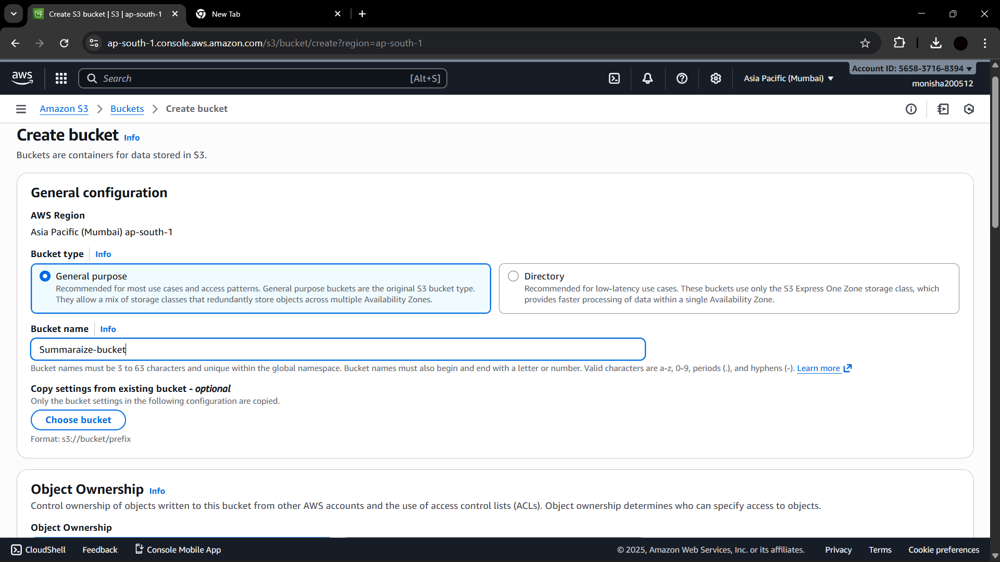 Create S3 bucket | S3 | ap-south-1
New Tab
ap-south-1.console.aws.amazon.com/s3/bucket/create?region=ap-south-1
aws
Search
[Alt+S]
Asia Pacific (Mumbai)
Account ID: 5658-3716-8394
monisha200512
Amazon S3 > Buckets > Create bucket
Create bucket Info
Buckets are containers for data stored in S3.
General configuration
AWS Region
Asia Pacific (Mumbai) ap-south-1
Bucket type | Info
General purpose
Recommended for most use cases and access patterns. General purpose buckets are the original S3 bucket type.
They allow a mix of storage classes that redundantly store objects across multiple Availability Zones.
Directory
Recommended for low-latency use cases. These buckets use only the S3 Express One Zone storage class, which
provides faster processing of data within a single Availability Zone.
Bucket name | Info
Summaraize-bucket
Bucket names must be 3 to 63 characters and unique within the global namespace. Bucket names must also begin and end with a letter or number. Valid characters are a-z, 0-9, periods (.), and hyphens (-). Learn more
Copy settings from existing bucket - optional
Only the bucket settings in the following configuration are copied.
Choose bucket
Format: s3://bucket/prefix
Object Ownership Info
Control ownership of objects written to this bucket from other AWS accounts and the use of access control lists (ACLs). Object ownership determines who can specify access to objects.
Object Ownership
CloudShell Feedback Console Mobile App
© 2025, Amazon Web Services, Inc. or its affiliates. Privacy Terms Cookie preferences